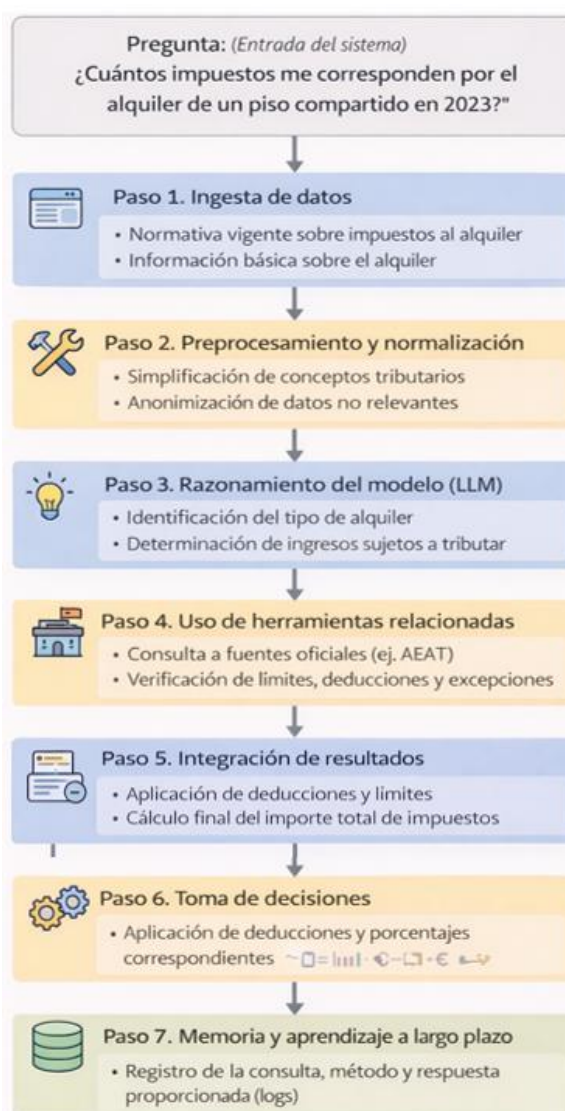 Pregunta: (Entrada del sistema)
¿Cuántos impuestos me corresponden por el
alquiler de un piso compartido en 2023?"
Paso 1. Ingesta de datos
• Normativa vigente sobre impuestos al alquiler
• Información básica sobre el alquiler
Paso 2. Preprocesamiento y normalización
• Simplificación de conceptos tributarios
• Anonimización de datos no relevantes
Paso 3. Razonamiento del modelo (LLM)
• Identificación del tipo de alquiler
• Determinación de ingresos sujetos a tributar
Paso 4. Uso de herramientas relacionadas
• Consulta a fuentes oficiales (ej. AEAT)
• Verificación de límites, deducciones y excepciones
Paso 5. Integración de resultados
• Aplicación de deducciones y límites
• Cálculo final del importe total de impuestos
Paso 6. Toma de decisiones
• Aplicación de deducciones y porcentajes
correspondientes
Paso 7. Memoria y aprendizaje a largo plazo
• Registro de la consulta, método y respuesta
proporcionada (logs)